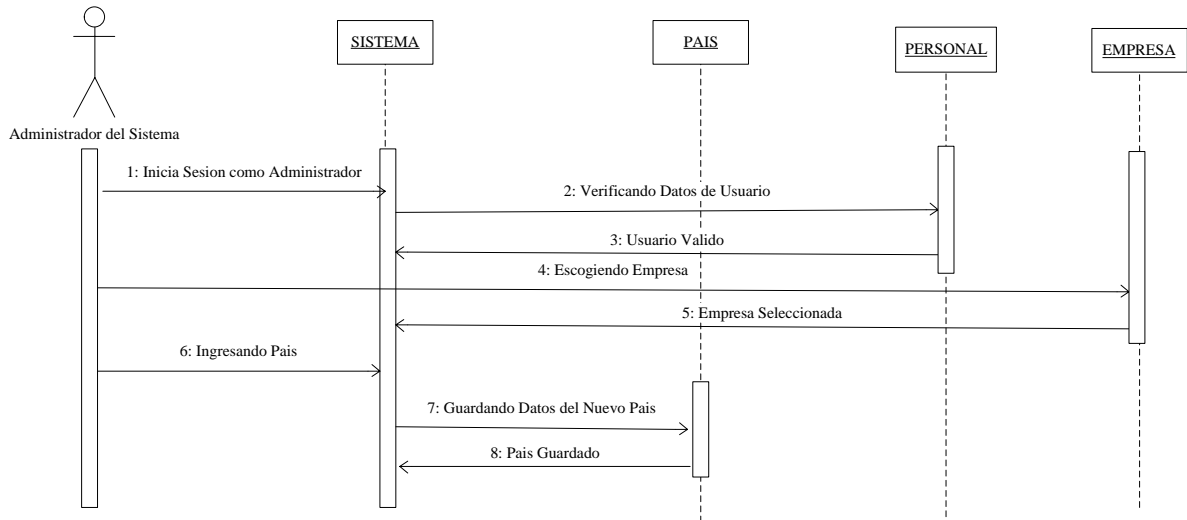 SISTEMA
PAIS
PERSONAL
EMPRESA
Administrador del Sistema
1: Inicia Sesion como Administrador
2: Verificando Datos de Usuario
3: Usuario Valido
4: Escogiendo Empresa
5: Empresa Seleccionada
6: Ingresando Pais
7: Guardando Datos del Nuevo Pais
8: Pais Guardado